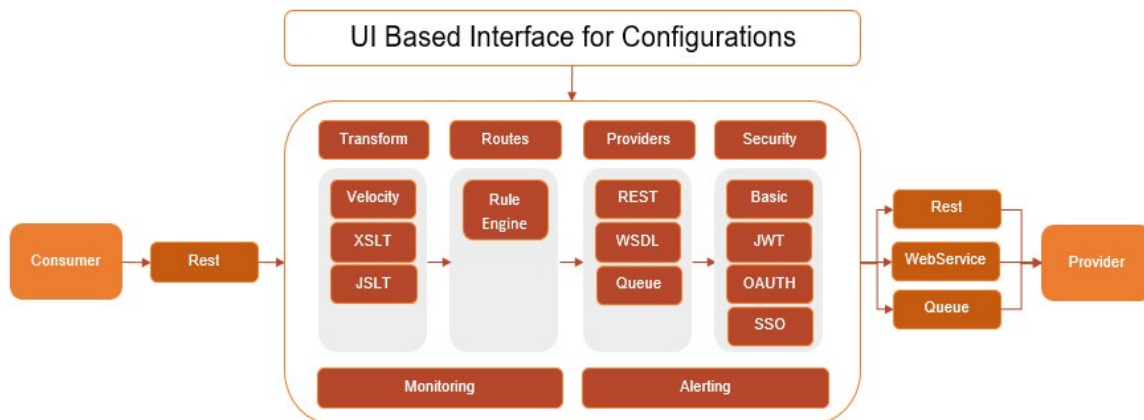 UI Based Interface for Configurations
Transform
Routes
Providers
Security
Velocity
XSLT
JSLT
Rule
Engine
REST
WSDL
Queue
Basic
JWT
OAUTH
SSO
Consumer
Rest
Rest
WebService
Queue
Provider
Monitoring
Alerting